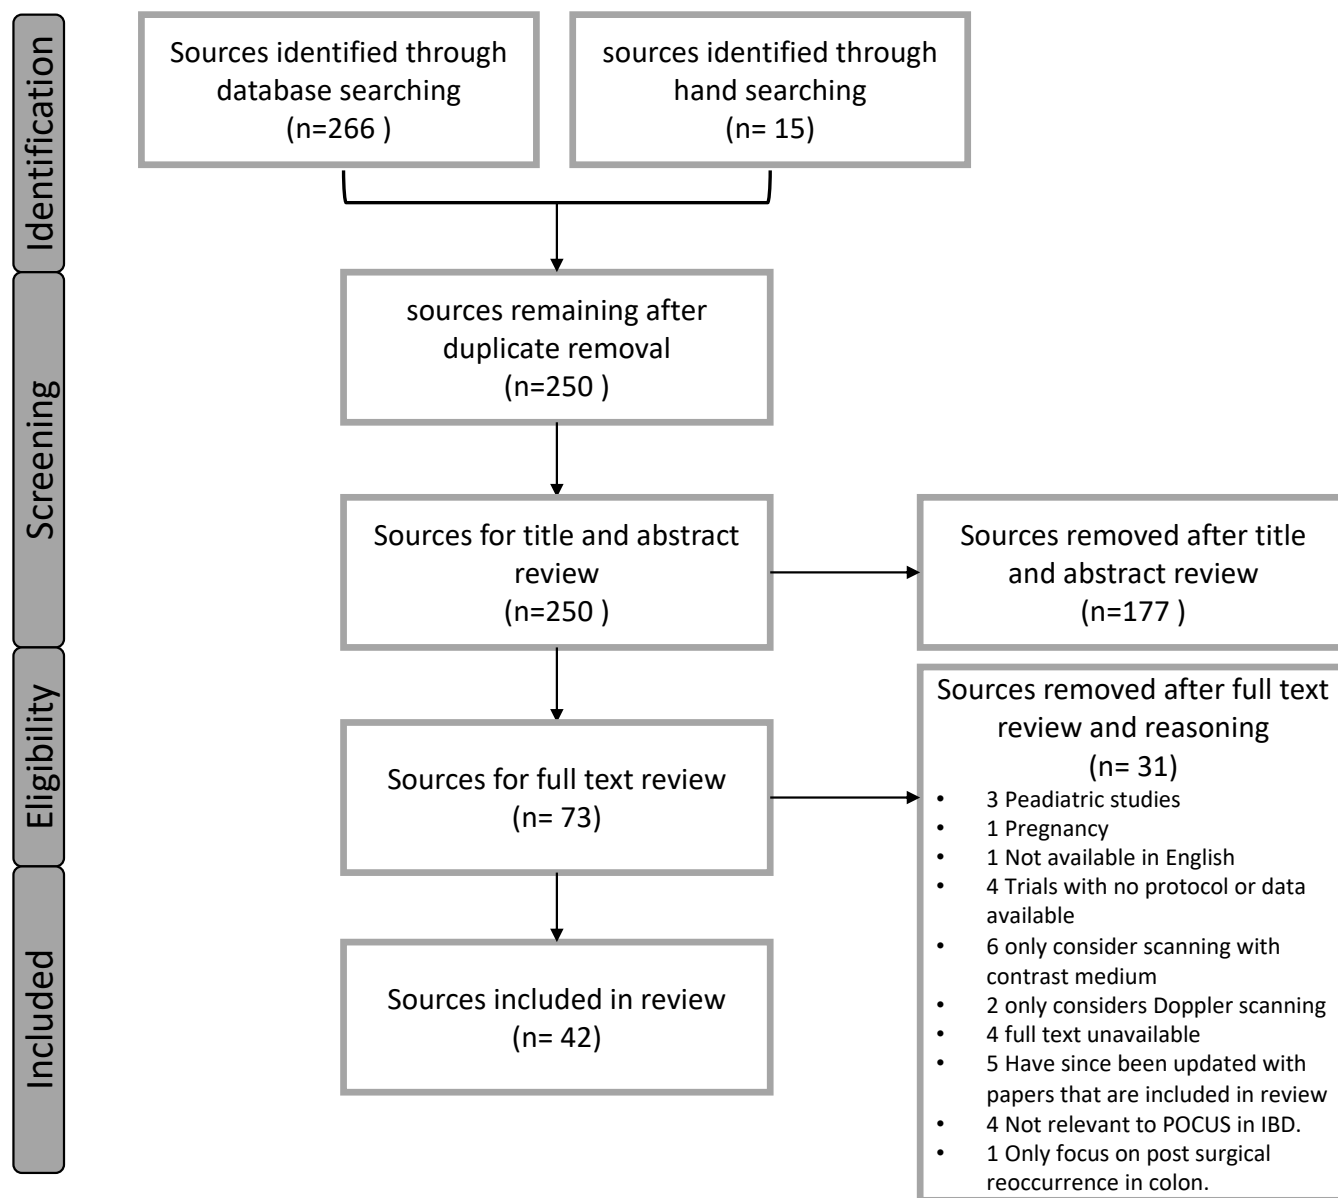 Identification
Sources identified through
database searching
(n=266 )
sources identified through
hand searching
(n= 15)
Screening
sources remaining after
duplicate removal
(n=250 )
Sources for title and abstract
review
(n=250 )
Sources removed after title
and abstract review
(n=177 )
Eligibility
Sources for full text review
(n= 73)
Sources removed after full text
review and reasoning
(n= 31)
• 3 Peadiatric studies
• 1 Pregnancy
• 1 Not available in English
• 4 Trials with no protocol or data
available
• 6 only consider scanning with
contrast medium
• 2 only considers Doppler scanning
• 4 full text unavailable
• 5 Have since been updated with
papers that are included in review
• 4 Not relevant to POCUS in IBD.
• 1 Only focus on post surgical
reoccurrence in colon.
Included
Sources included in review
(n= 42)